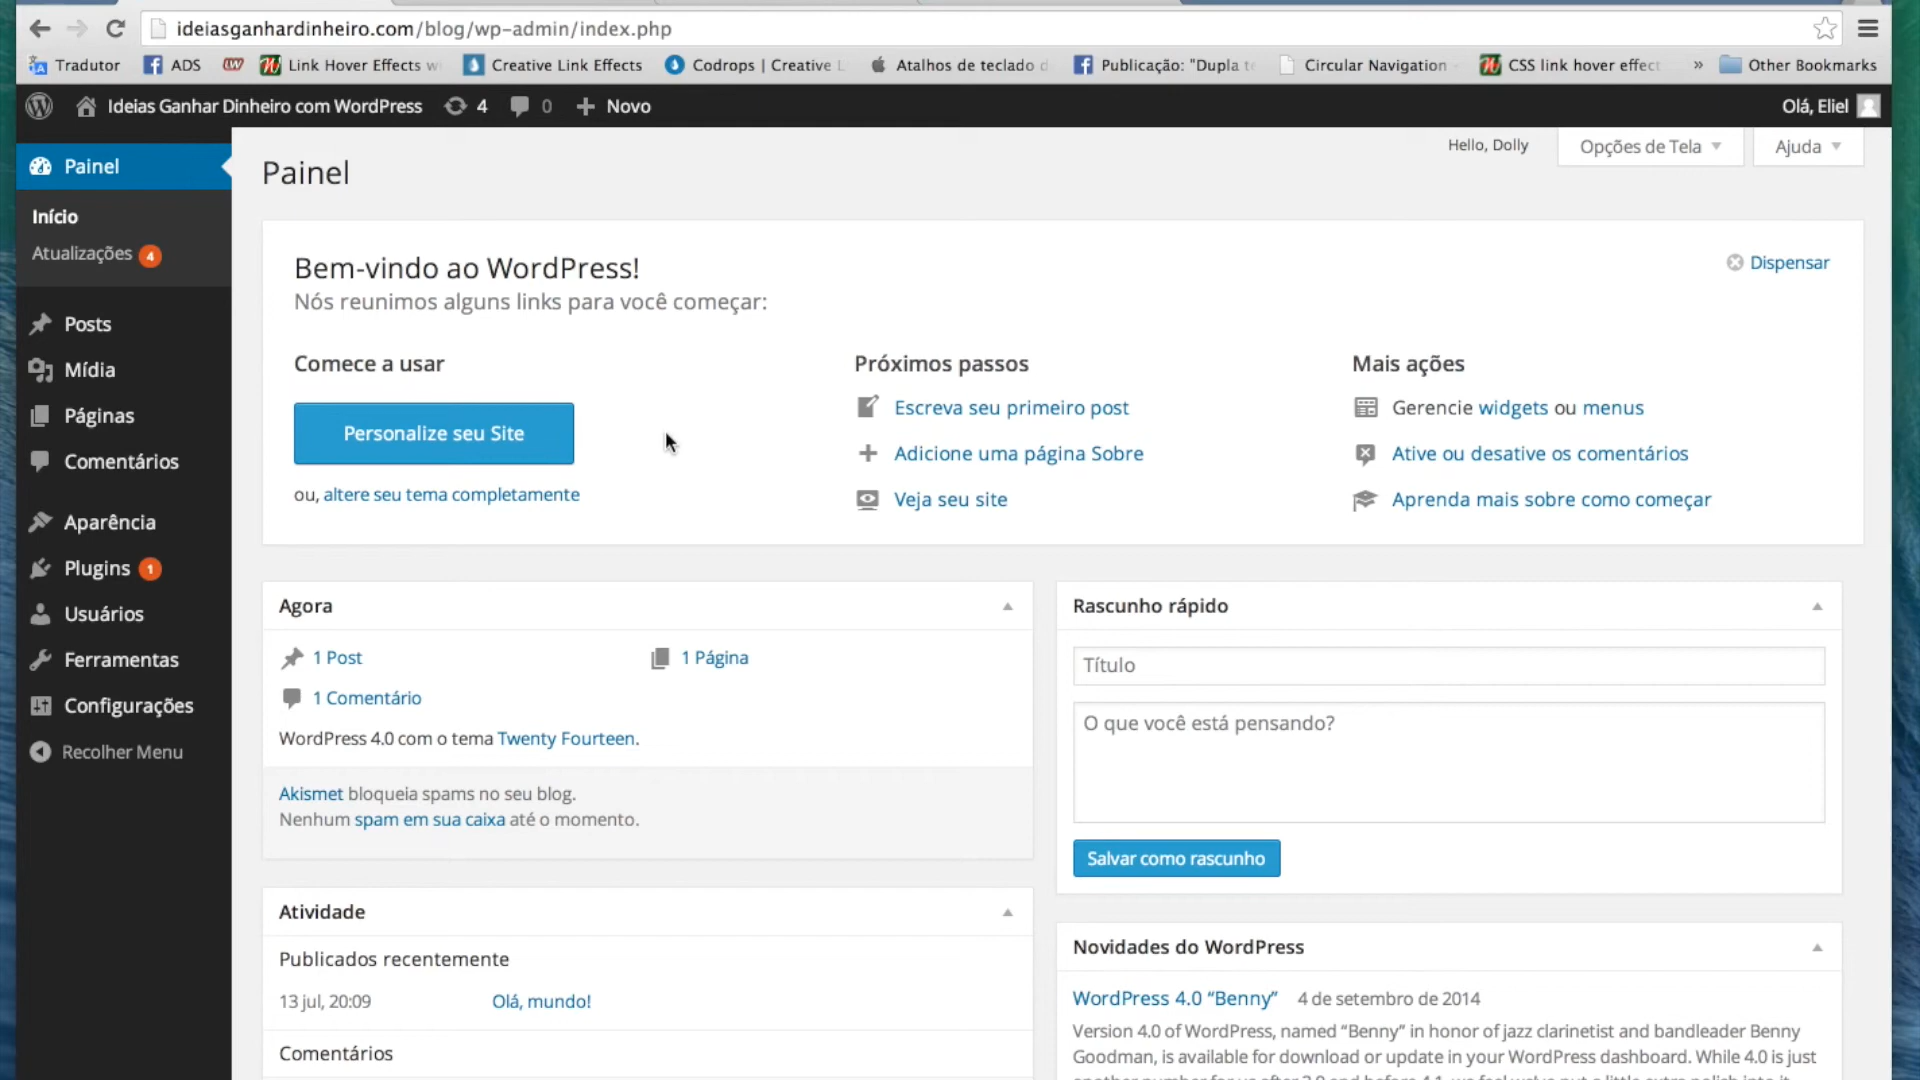 ideiasganhardinheiro.com/blog/wp-admin/index.php
Tradutor ADS Link Hover Effects Creative Link Effects Codrops | Creative Atalhos de teclado Publicação: "Dupla Circular Navigation CSS link hover effect » Other Bookmarks
Ideias Ganhar Dinheiro com WordPress 4 0 Novo Olá, Eliel
Hello, Dolly Opções de Tela Ajuda
Painel
Início
Atualizações 4
Posts
Mídia
Páginas
Comentários
Aparência
Plugins 1
Usuários
Ferramentas
Configurações
Recolher Menu
Painel
Bem-vindo ao WordPress!
Dispensar
Nós reunimos alguns links para você começar:
Comece a usar
Personalize seu Site
ou, altere seu tema completamente
Próximos passos
Escreva seu primeiro post
Adicione uma página Sobre
Veja seu site
Mais ações
Gerencie widgets ou menus
Ative ou desative os comentários
Aprenda mais sobre como começar
Agora
1 Post 1 Página
1 Comentário
WordPress 4.0 com o tema Twenty Fourteen.
Akismet bloqueia spams no seu blog.
Nenhum spam em sua caixa até o momento.
Atividade
Publicados recentemente
13 jul, 20:09 Olá, mundo!
Comentários
Rascunho rápido
Título
O que você está pensando?
Salvar como rascunho
Novidades do WordPress
WordPress 4.0 “Benny” 4 de setembro de 2014
Version 4.0 of WordPress, named “Benny” in honor of jazz clarinetist and bandleader Benny
Goodman, is available for download or update in your WordPress dashboard. While 4.0 is just